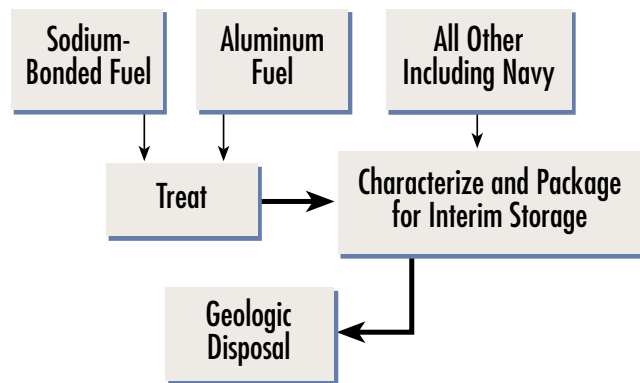 Sodium-
Bonded Fuel
Aluminum
Fuel
All Other
Including Navy
Treat
Characterize and Package
for Interim Storage
Geologic
Disposal